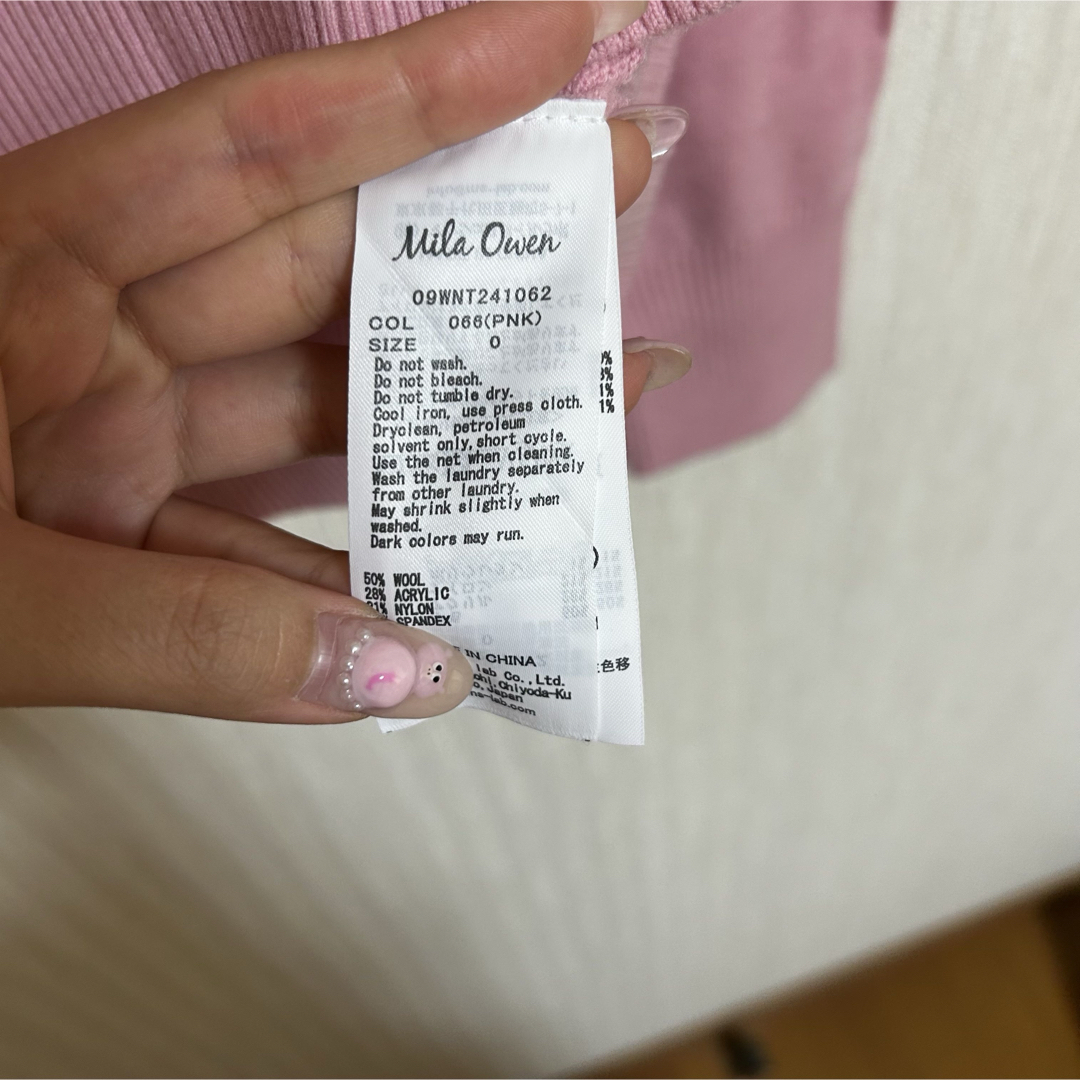 Mila Owen
09WNT241062
COL 066(PNK)
SIZE 0
Do not wash.
Do not bleach.
Do not tumble dry.
Cool iron, use press cloth.
Dryclean, petroleum
solvent only,short cycle.
Use the net when cleaning.
Wash the laundry separately
from other laundry.
May shrink slightly when
washed.
Dark colors may run.
50% WOOL
28% ACRYLIC
NYLON
SPANDEX
IN CHINA
lab Co.,Ltd.
Chiyoda-Ku
Japan
色移